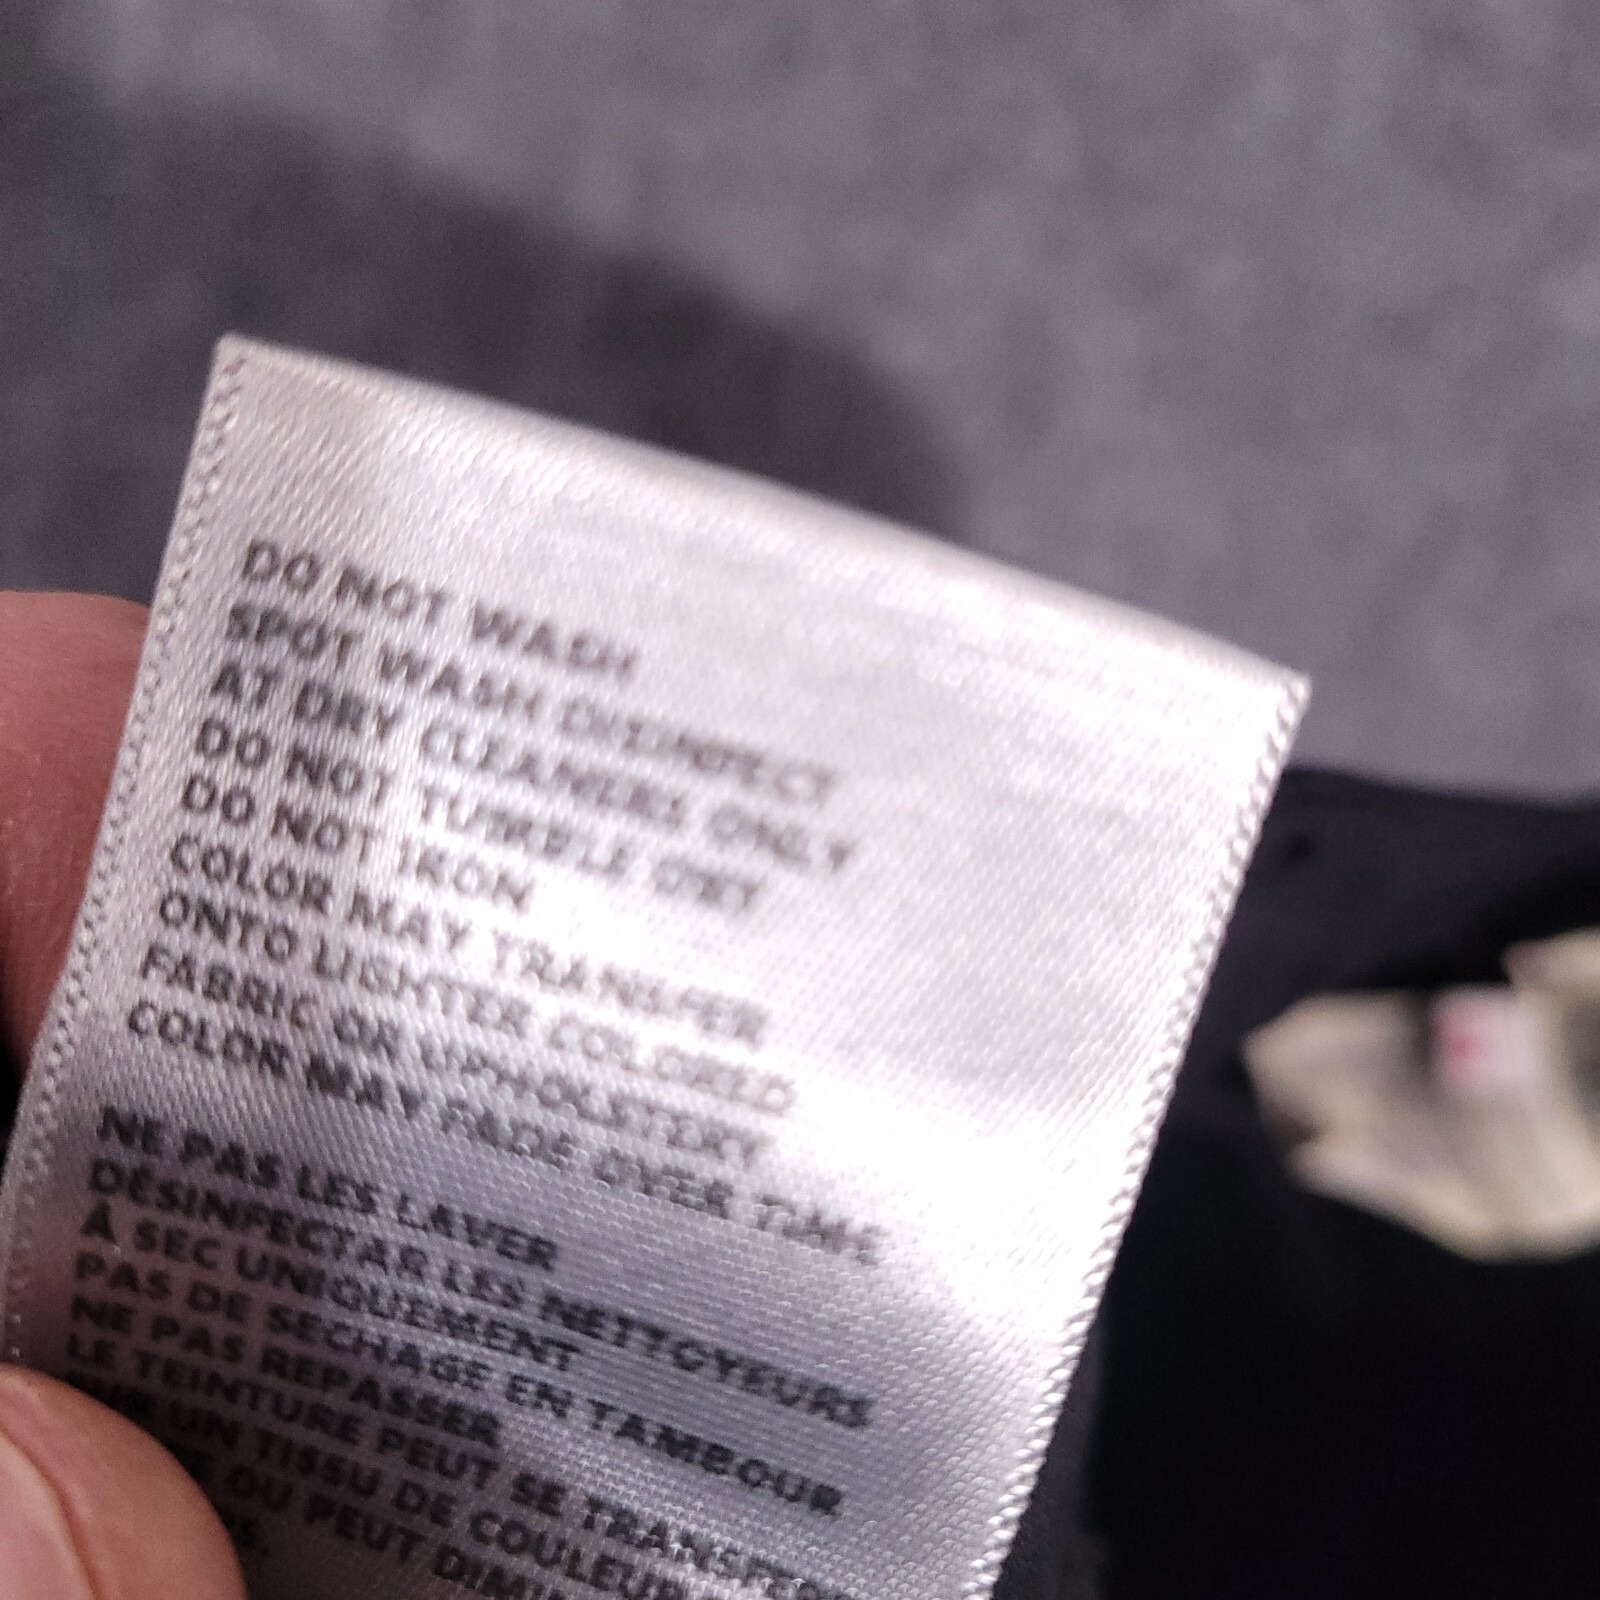 DO NOT WASH
SPOT WASH DISINFECT
AT DRY CLEANERS ONLY
DO NOT TUMBLE DRY
DO NOT IRON
COLOR MAY TRANSFER
ONTO LIGHTER COLORED
FABRIC OR UPHOLSTERY
COLOR MAY FADE OVER TIME
NE PAS LES LAVER
DÉSINFECTAR LES NETTOYEURS
À SEC UNIQUEMENT
PAS DE SECHAGE EN TAMBOUR
NE PAS REPASSER
LE TEINTURE PEUT SE TRANSFER
UN TISSU DE COULEUR
OU PEUT